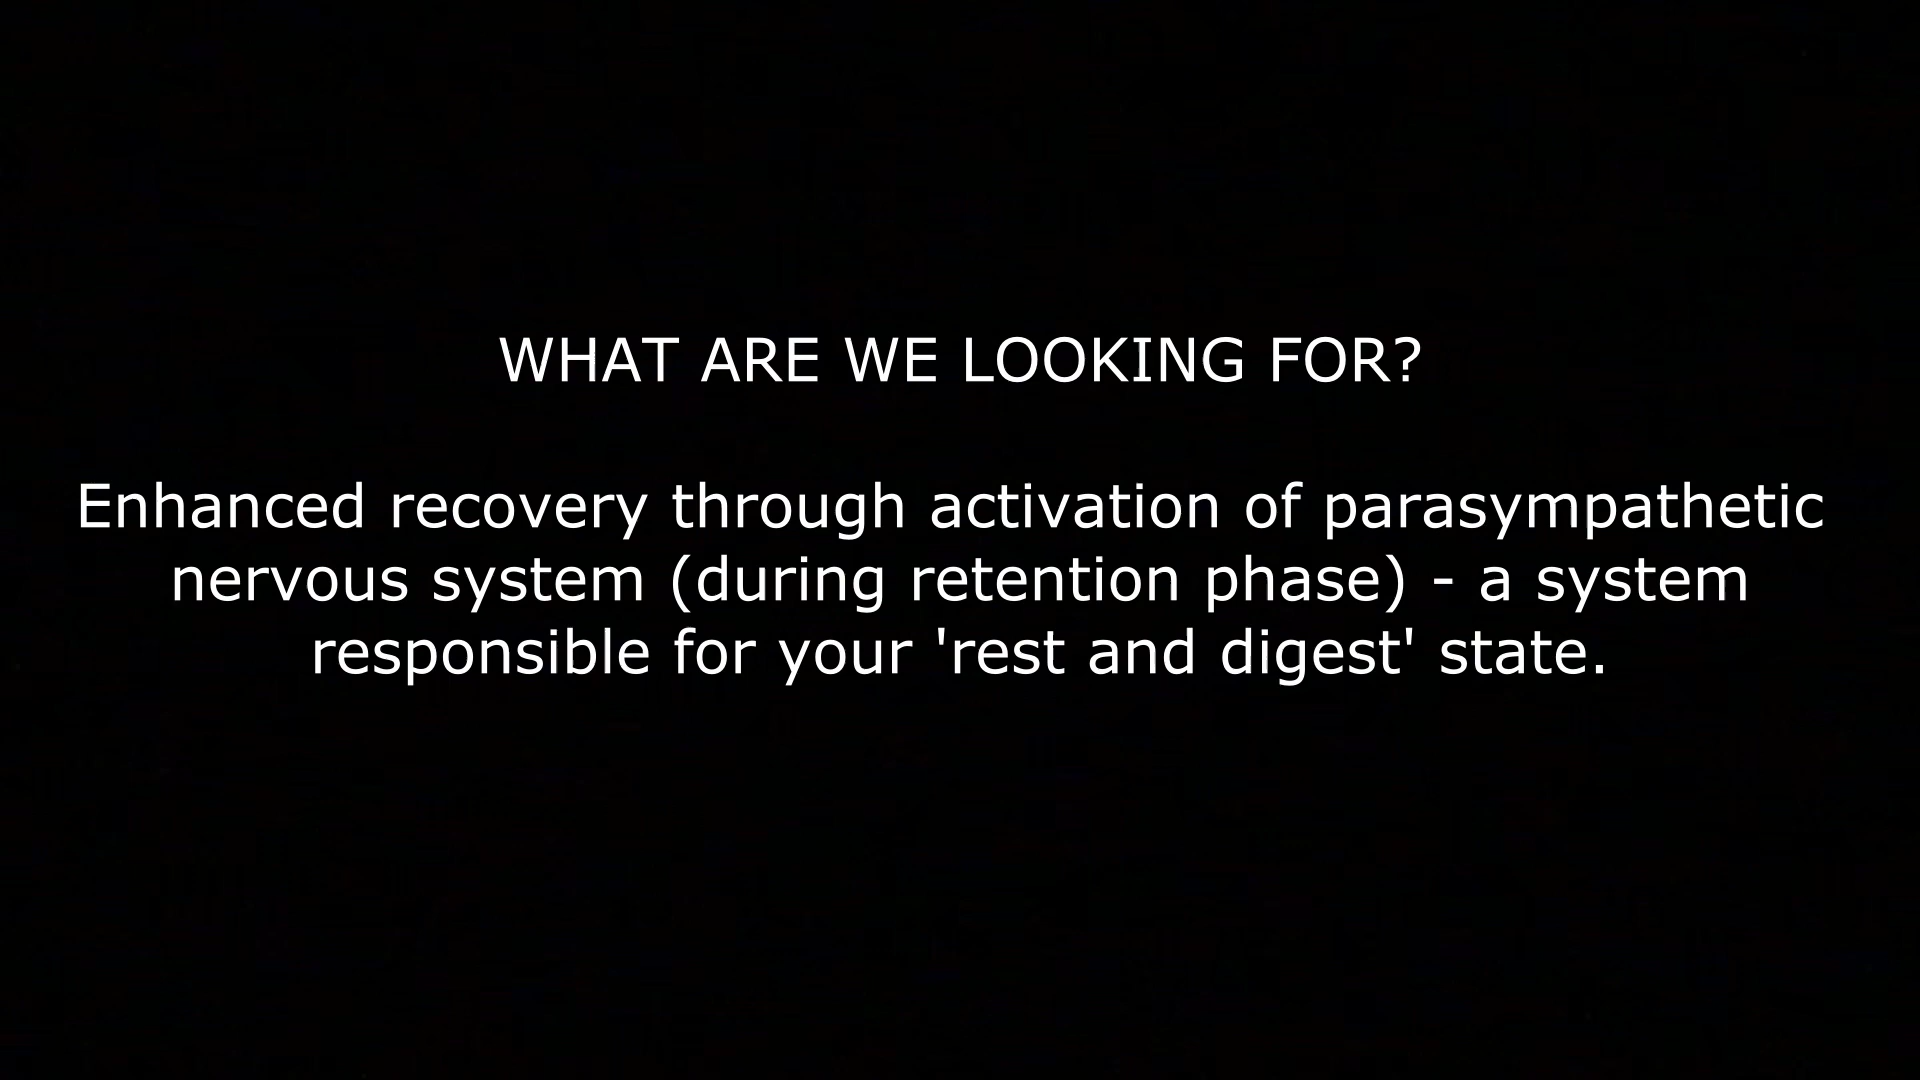 WHAT ARE WE LOOKING FOR?
Enhanced recovery through activation of parasympathetic
nervous system (during retention phase) - a system
responsible for your 'rest and digest' state.